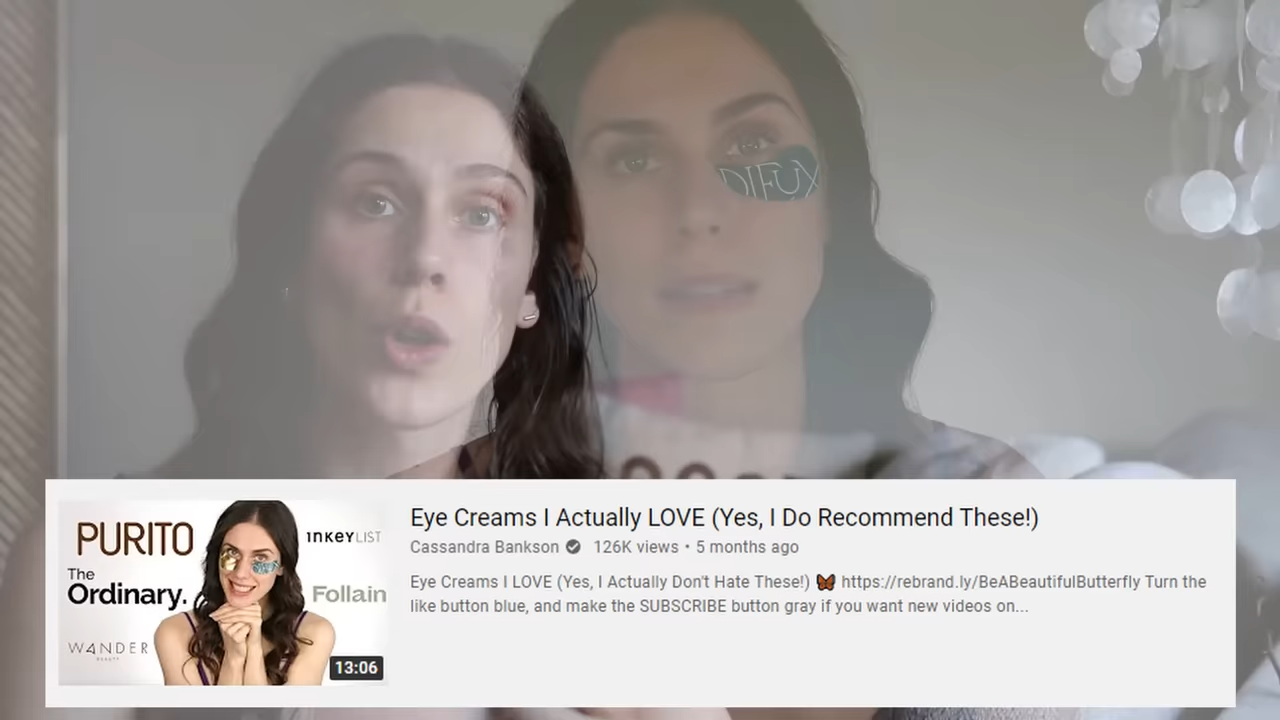 DIFUX
PURITO
INKEY LIST
The
Ordinary.
Follain
WANDER
BEAUTY
13:06
Eye Creams I Actually LOVE (Yes, I Do Recommend These!)
Cassandra Bankson 126K views • 5 months ago
Eye Creams I LOVE (Yes, I Actually Don't Hate These!) 🦋 https://rebrand.ly/BeABeautifulButterfly Turn the
like button blue, and make the SUBSCRIBE button gray if you want new videos on...